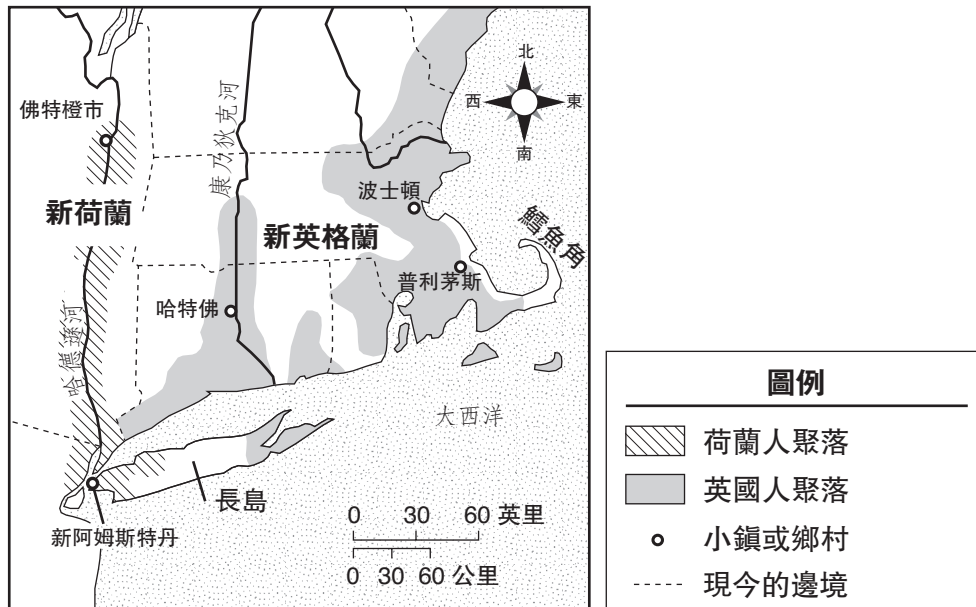 北
西
東
南
佛特橙市
康乃狄克河
波士頓
新荷蘭
新英格蘭
鱈魚角
普利茅斯
哈特佛
哈德遜河
大西洋
長島
新阿姆斯特丹
0 30 60 英里
0 30 60 公里
圖例
荷蘭人聚落
英國人聚落
小鎮或鄉村
現今的邊境